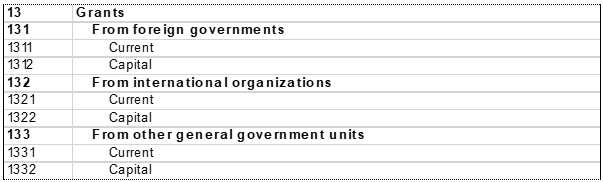 13 Grants
131 From foreign governments
1311 Current
1312 Capital
132 From international organizations
1321 Current
1322 Capital
133 From other general government units
1331 Current
1332 Capital